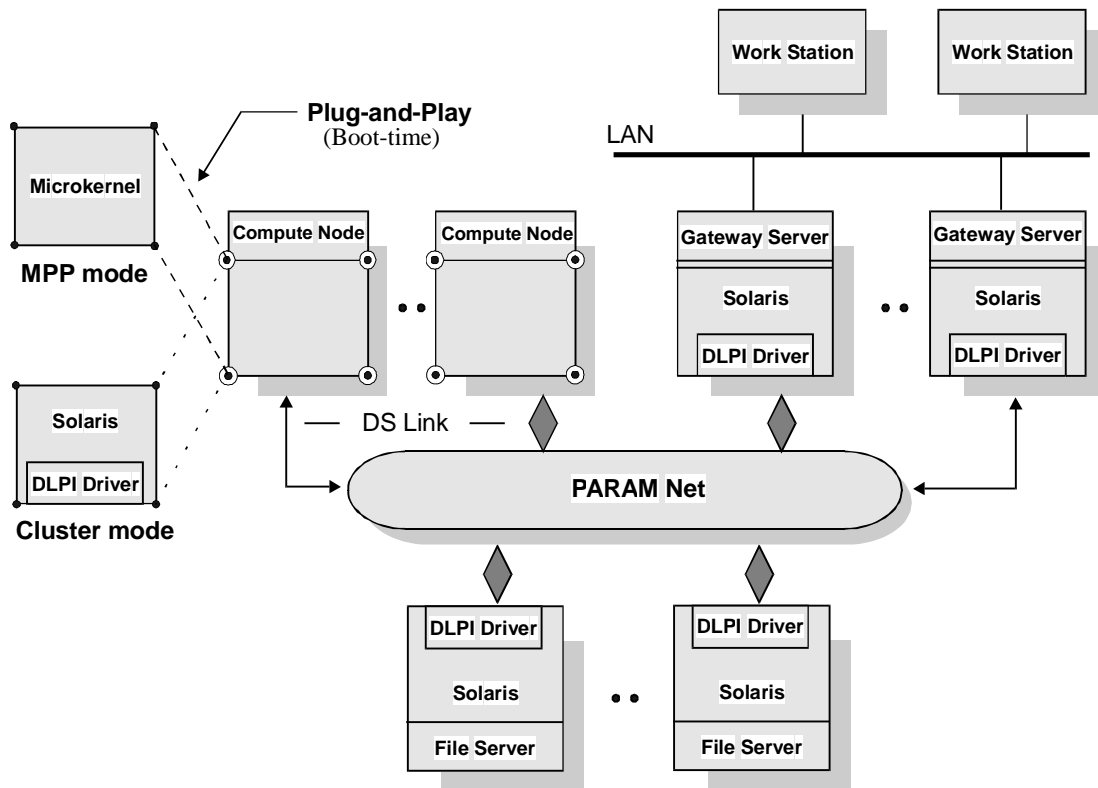 Work Station
Work Station
Plug-and-Play
(Boot-time)
LAN
Microkernel
MPP mode
Compute Node
Compute Node
Gateway Server
Gateway Server
Solaris
Solaris
DLPI Driver
DLPI Driver
Solaris
DLPI Driver
Cluster mode
DS Link
PARAM Net
DLPI Driver
DLPI Driver
Solaris
Solaris
File Server
File Server